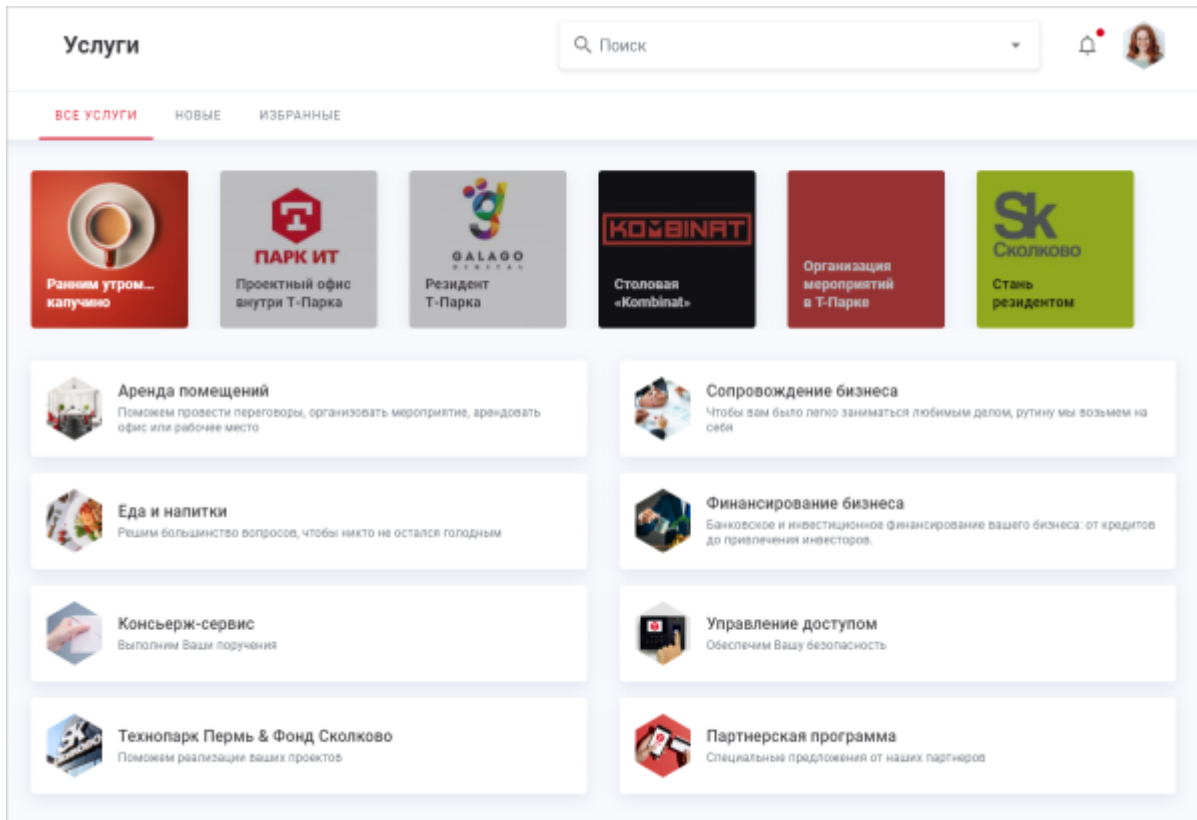 Услуги
Поиск
ВСЕ УСЛУГИ
НОВЫЕ
ИЗБРАННЫЕ
Ранним утром...
капучино
ПАРК ИТ
Проектный офис
внутри Т-Парка
GALAGO
DIGITAL
Резидент
Т-Парка
KOMBINAT
Столовая
«Kombinat»
Организация
мероприятий
в Т-Парке
Sk
Сколково
Стань
резидентом
Аренда помещений
Поможем провести переговоры, организовать мероприятие, арендовать
офис или рабочее место
Сопровождение бизнеса
Чтобы вам было легко заниматься любимым делом, рутину мы возьмем на
себя
Еда и напитки
Решим большинство вопросов, чтобы никто не остался голодным
Финансирование бизнеса
Банковское и инвестиционное финансирование вашего бизнеса: от кредитов
до привлечения инвесторов.
Консьерж-сервис
Выполним Ваши поручения
Управление доступом
Обеспечим Вашу безопасность
Технопарк Пермь & Фонд Сколково
Поможем реализации ваших проектов
Партнерская программа
Специальные предложения от наших партнеров